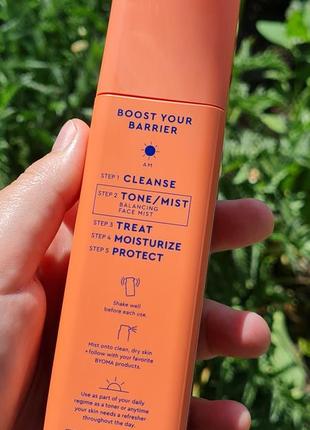 BOOST YOUR
BARRIER
AM
STEP 1 CLEANSE
STEP 2 TONE/MIST
BALANCING
FACE MIST
STEP 3 TREAT
STEP 4 MOISTURIZE
STEP 5 PROTECT
Shake well
before each use.
Mist onto clean, dry skin
+ follow with your favorite
BYOMA products.
Use as part of your daily
regime as a toner or anytime
your skin needs a refresher
throughout the day.